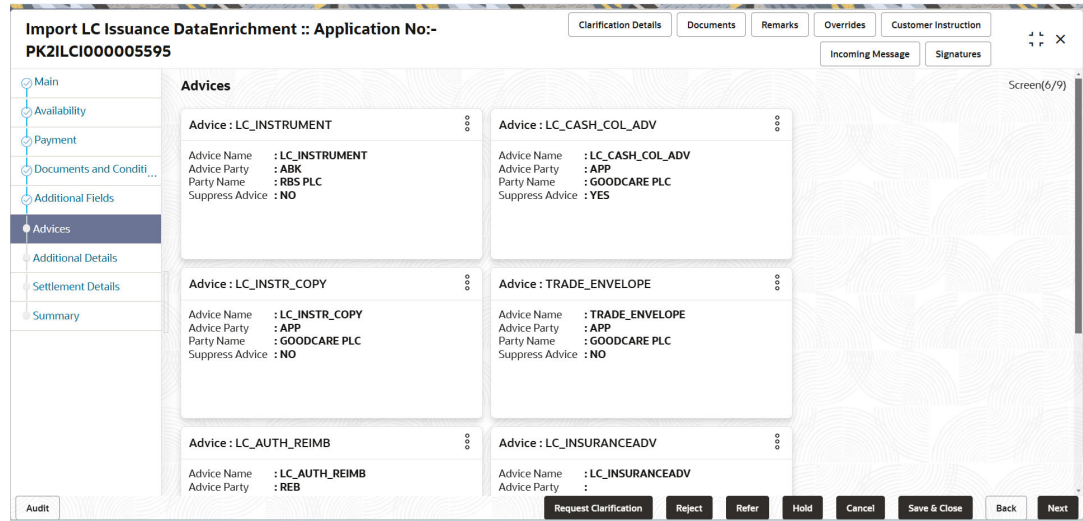 Import LC Issuance DataEnrichment :: Application No:-
PK2ILCI000005595
Clarification Details
Documents
Remarks
Overrides
Customer Instruction
Incoming Message
Signatures
Main
Availability
Payment
Documents and Conditi...
Additional Fields
Advices
Additional Details
Settlement Details
Summary
Advices
Screen(6/9)
Advice : LC_INSTRUMENT
Advice Name : LC_INSTRUMENT
Advice Party : ABK
Party Name : RBS PLC
Suppress Advice : NO
Advice : LC_CASH_COL_ADV
Advice Name : LC_CASH_COL_ADV
Advice Party : APP
Party Name : GOODCARE PLC
Suppress Advice : YES
Advice : LC_INSTR_COPY
Advice Name : LC_INSTR_COPY
Advice Party : APP
Party Name : GOODCARE PLC
Suppress Advice : NO
Advice : TRADE_ENVELOPE
Advice Name : TRADE_ENVELOPE
Advice Party : APP
Party Name : GOODCARE PLC
Suppress Advice : NO
Advice : LC_AUTH_REIMB
Advice Name : LC_AUTH_REIMB
Advice Party : REB
Advice : LC_INSURANCEADV
Advice Name : LC_INSURANCEADV
Advice Party :
Audit
Request Clarification
Reject
Refer
Hold
Cancel
Save & Close
Back
Next